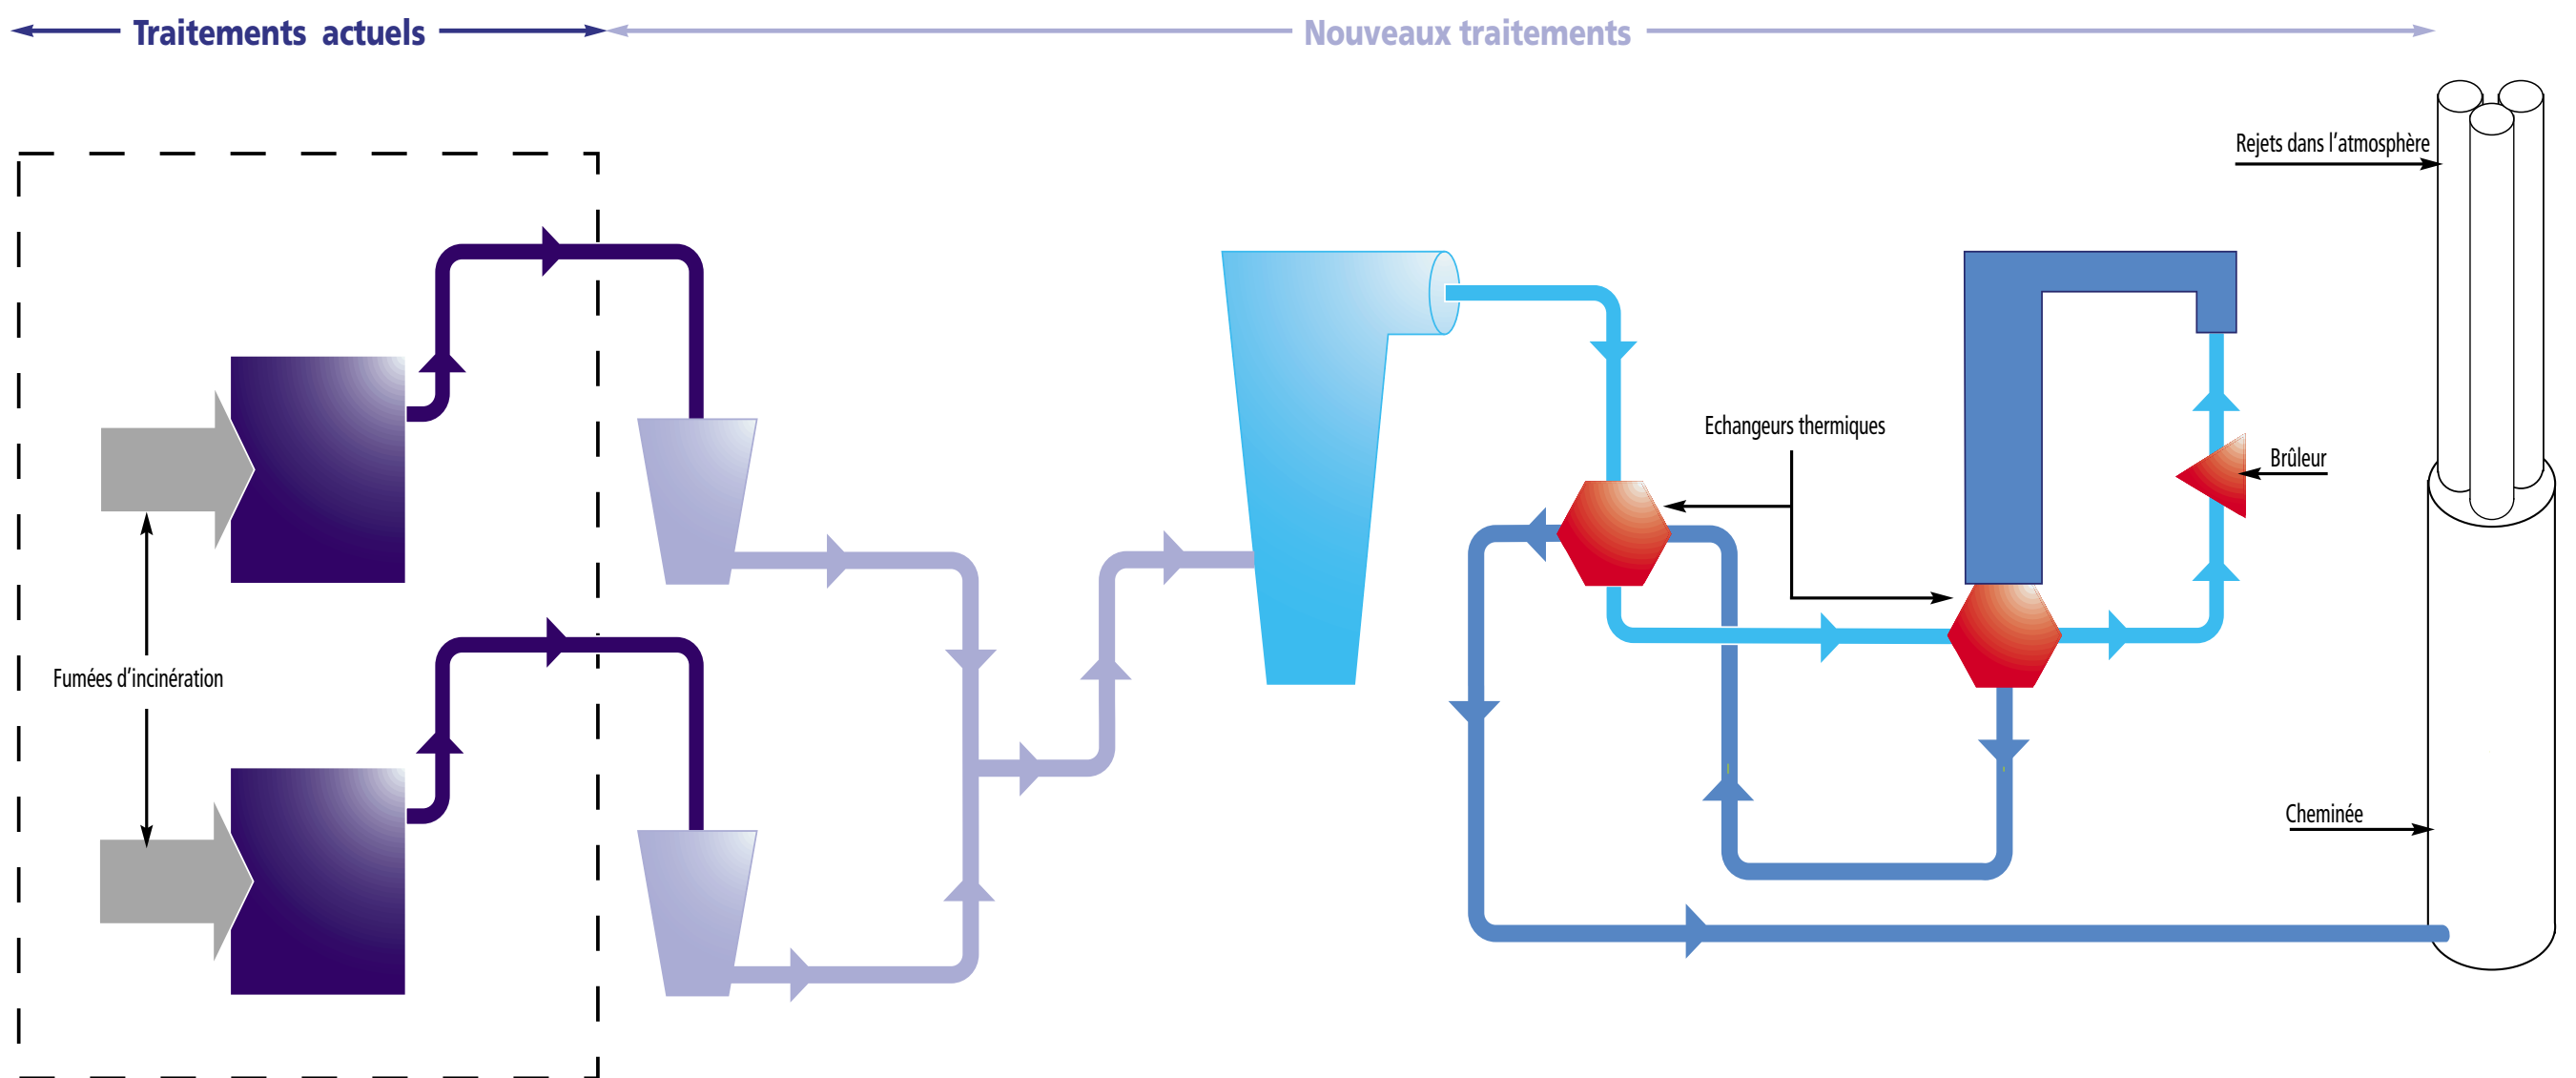 Traitements actuels
Nouveaux traitements
Rejets dans l'atmosphère
Echangeurs thermiques
Brûleur
Fumées d'incinération
Cheminée